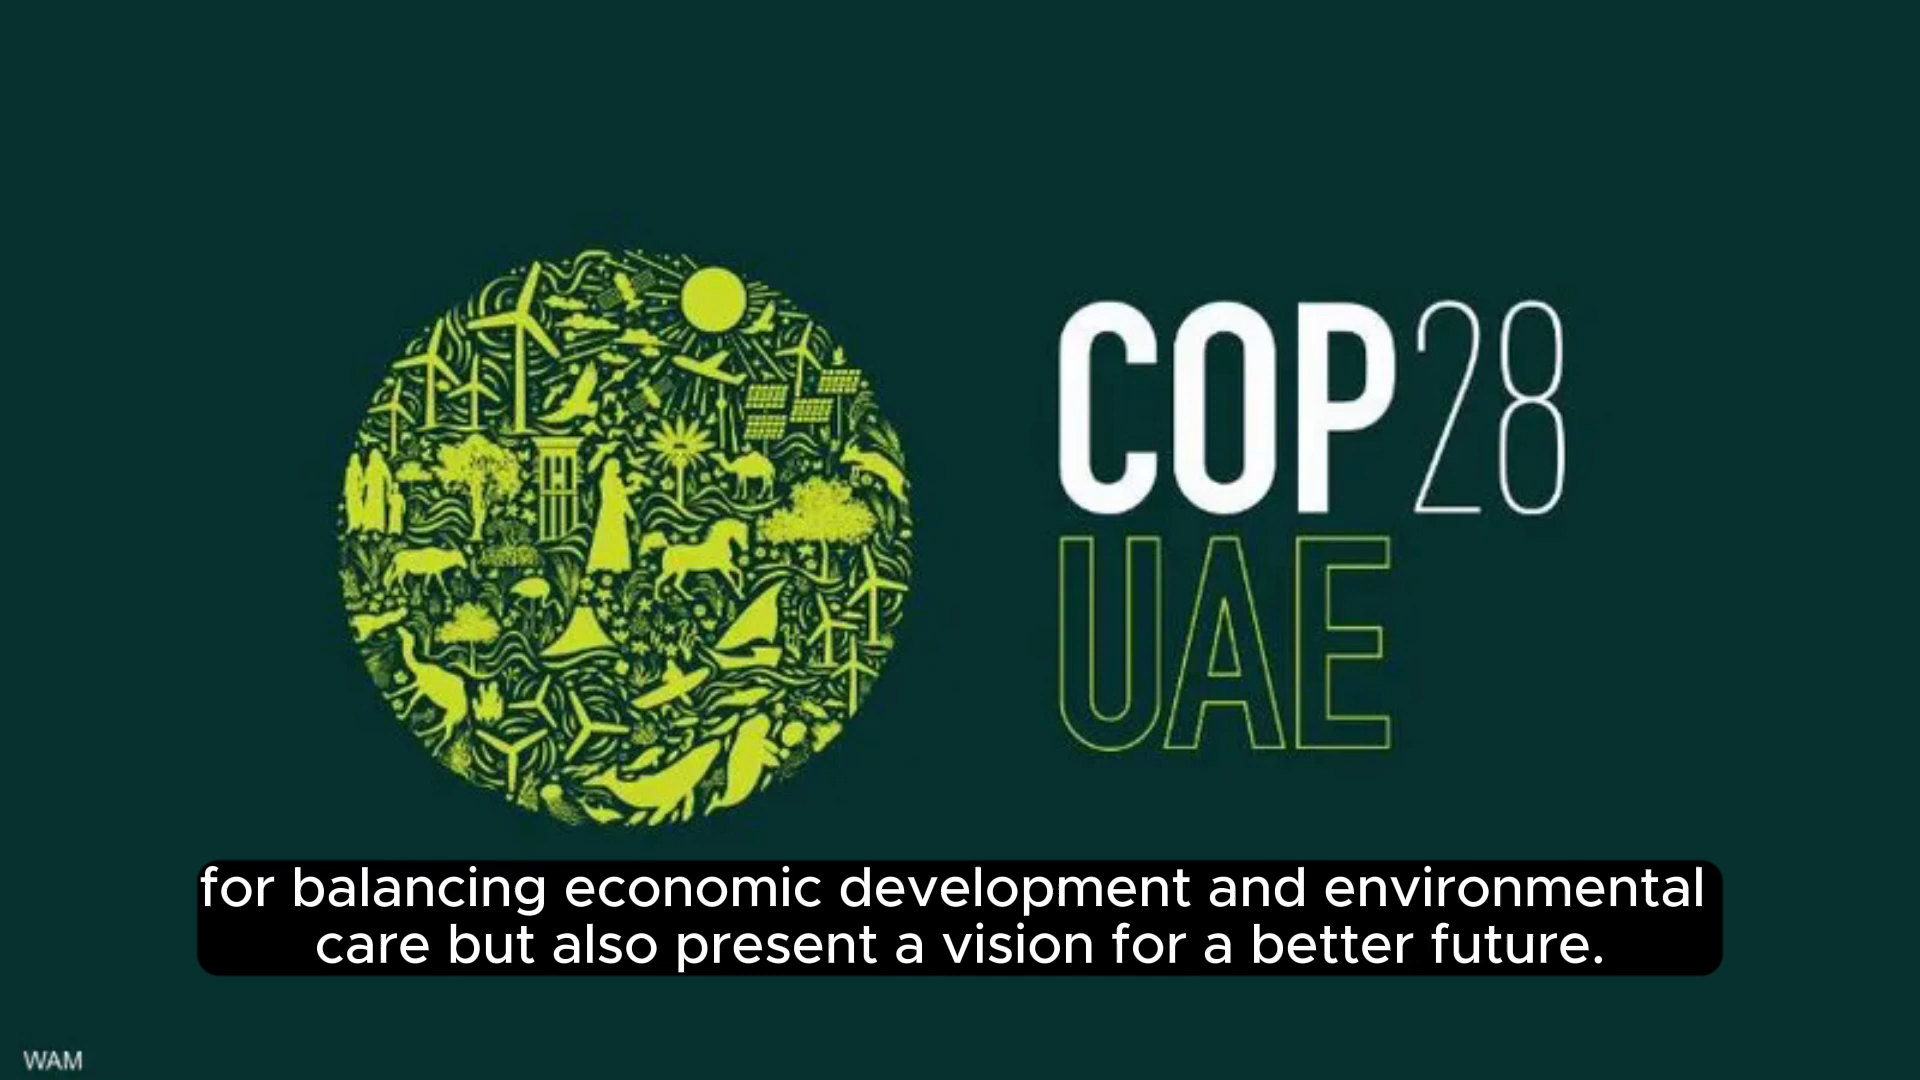 COP28
UAE
for balancing economic development and environmental
care but also present a vision for a better future.
WAM